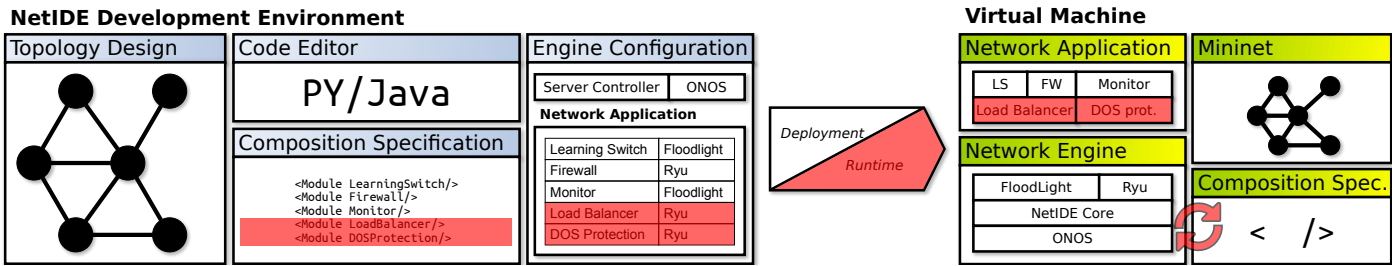 NetIDE Development Environment
Topology Design
Code Editor
PY/Java
Composition Specification
<Module LearningSwitch/>
<Module Firewall/>
<Module Monitor/>
<Module LoadBalancer/>
<Module DOSProtection/>
Engine Configuration
Server Controller ONOS
Network Application
Learning Switch Floodlight
Firewall Ryu
Monitor Floodlight
Load Balancer Ryu
DOS Protection Ryu
Deployment
Runtime
Virtual Machine
Network Application
LS FW Monitor
Load Balancer DOS prot.
Mininet
Network Engine
FloodLight Ryu
NetIDE Core
ONOS
Composition Spec.
< />